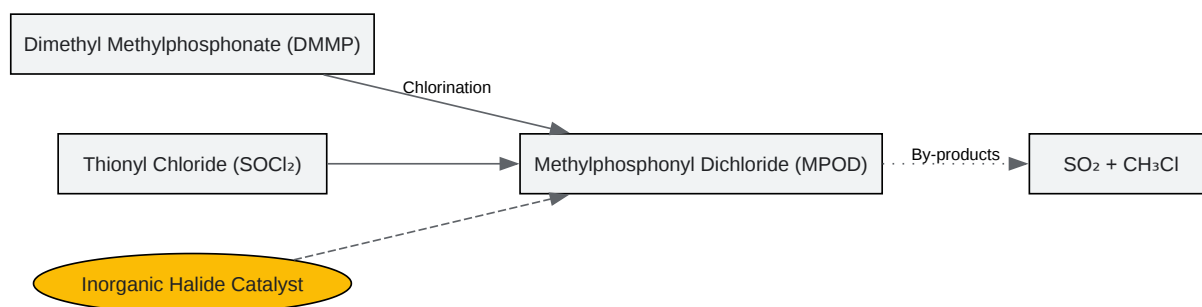 Dimethyl Methylphosphonate (DMMP)
Chlorination
Thionyl Chloride (SOCl₂)
Methylphosphonyl Dichloride (MPOD)
By-products
SO₂ + CH₃Cl
Inorganic Halide Catalyst